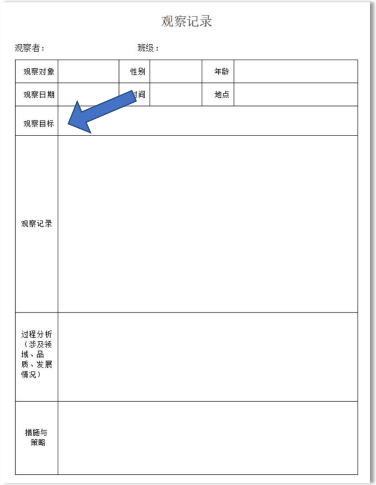 观察记录
观察者： 班级：
观察对象 性别 年龄
观察日期 间 地点
观察目标
观察记录
过程分析
（涉及领
域、品
质、发展
情况）
措施与
策略